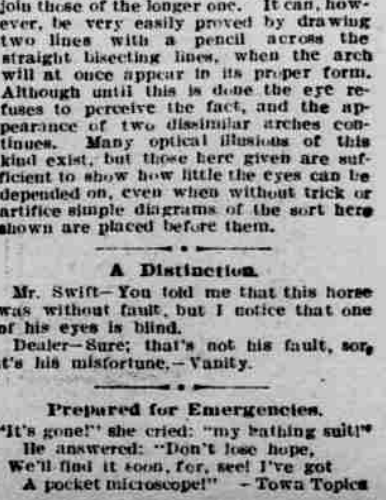 join those of the longer one. It can, how-
ever, be very easily proved by drawing
two lines with a pencil across the
straight bisecting lines, when the arch
will at once appear in its proper form.
Although until this is done the eye re-
fuses to perceive the fact, and the ap-
pearance of two dissimilar arches con-
tinues. Many optical illusions of this
kind exist, but those here given are suf-
ficient to show how little the eyes can be
depended on, even when without trick or
artifice simple diagrams of the sort here
shown are placed before them.
A Distinction.
Mr. Swift—You told me that this horse
was without fault, but I notice that one
of his eyes is blind.
Dealer—Sure; that's not his fault, sor,
it's his misfortune.—Vanity.
Prepared for Emergencies.
"It's gone!" she cried: "my bathing suit!"
He answered: "Don't lose hope,
We'll find it soon, for, see! I've got
A pocket microscope!" - Towa Topics